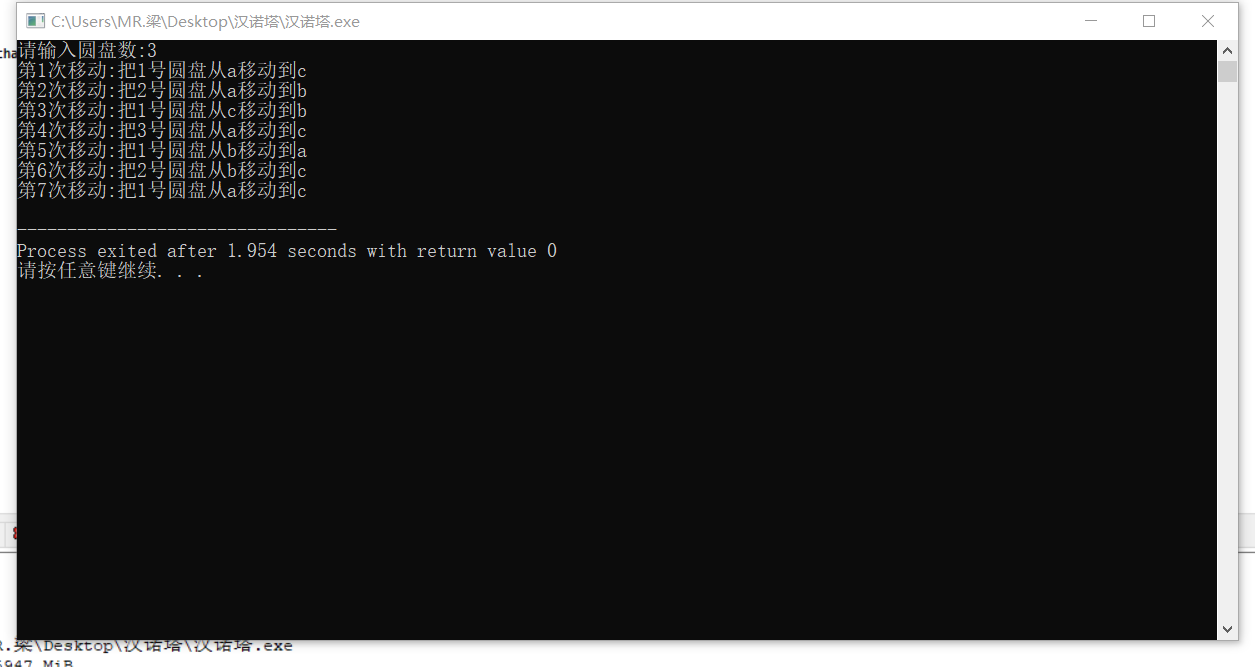 C:\Users\MR.梁\Desktop\汉诺塔\汉诺塔.exe
请输入圆盘数:3
第1次移动:把1号圆盘从a移动到c
第2次移动:把2号圆盘从a移动到b
第3次移动:把1号圆盘从c移动到b
第4次移动:把3号圆盘从a移动到c
第5次移动:把1号圆盘从b移动到a
第6次移动:把2号圆盘从b移动到c
第7次移动:把1号圆盘从a移动到c
--------------------------------
Process exited after 1.954 seconds with return value 0
请按任意键继续. . .
R.梁\Desktop\汉诺塔\汉诺塔.exe
6947 MiB